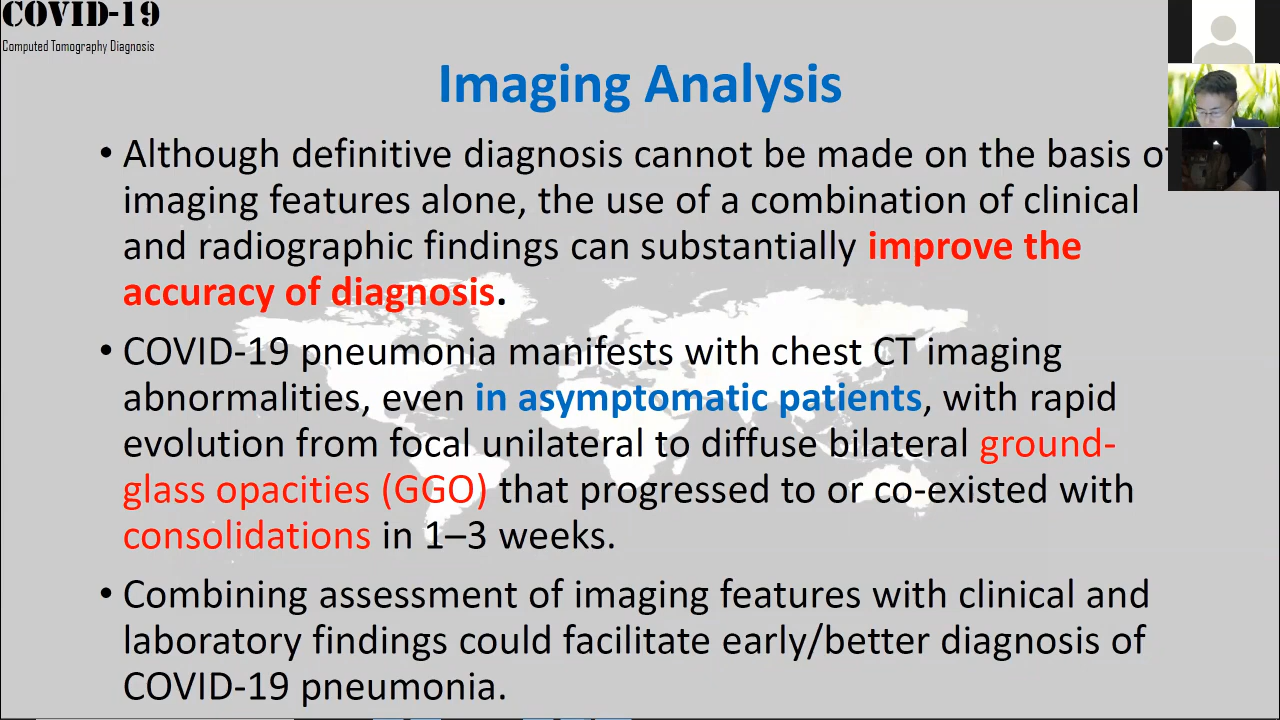 COVID-19
Computed Tomography Diagnosis
Imaging Analysis
• Although definitive diagnosis cannot be made on the basis of
imaging features alone, the use of a combination of clinical
and radiographic findings can substantially improve the
accuracy of diagnosis.
• COVID-19 pneumonia manifests with chest CT imaging
abnormalities, even in asymptomatic patients, with rapid
evolution from focal unilateral to diffuse bilateral ground-
glass opacities (GGO) that progressed to or co-existed with
consolidations in 1–3 weeks.
• Combining assessment of imaging features with clinical and
laboratory findings could facilitate early/better diagnosis of
COVID-19 pneumonia.